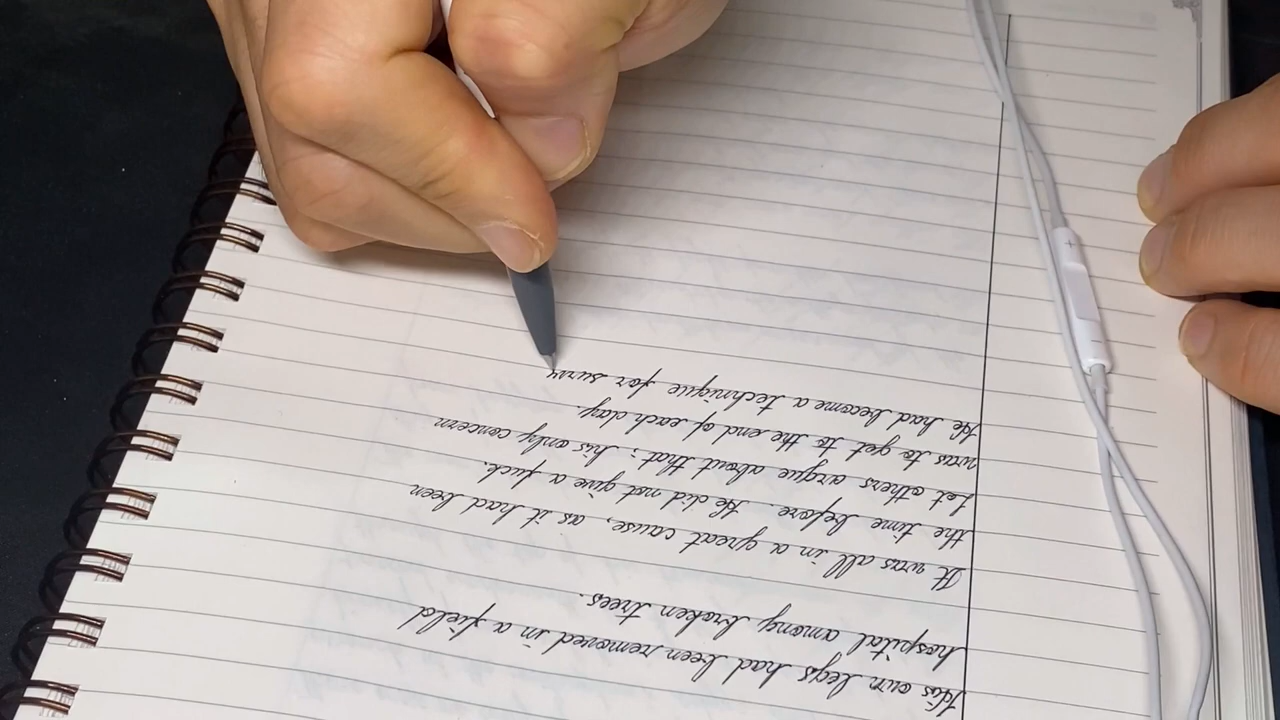 His own legs had been removed in a field
hospital among broken trees.
It was all in a great cause, as it had been
the time before. He did not give a fuck.
Let others argue about that; his only concern
was to get to the end of each day.
He had become a technique for surv